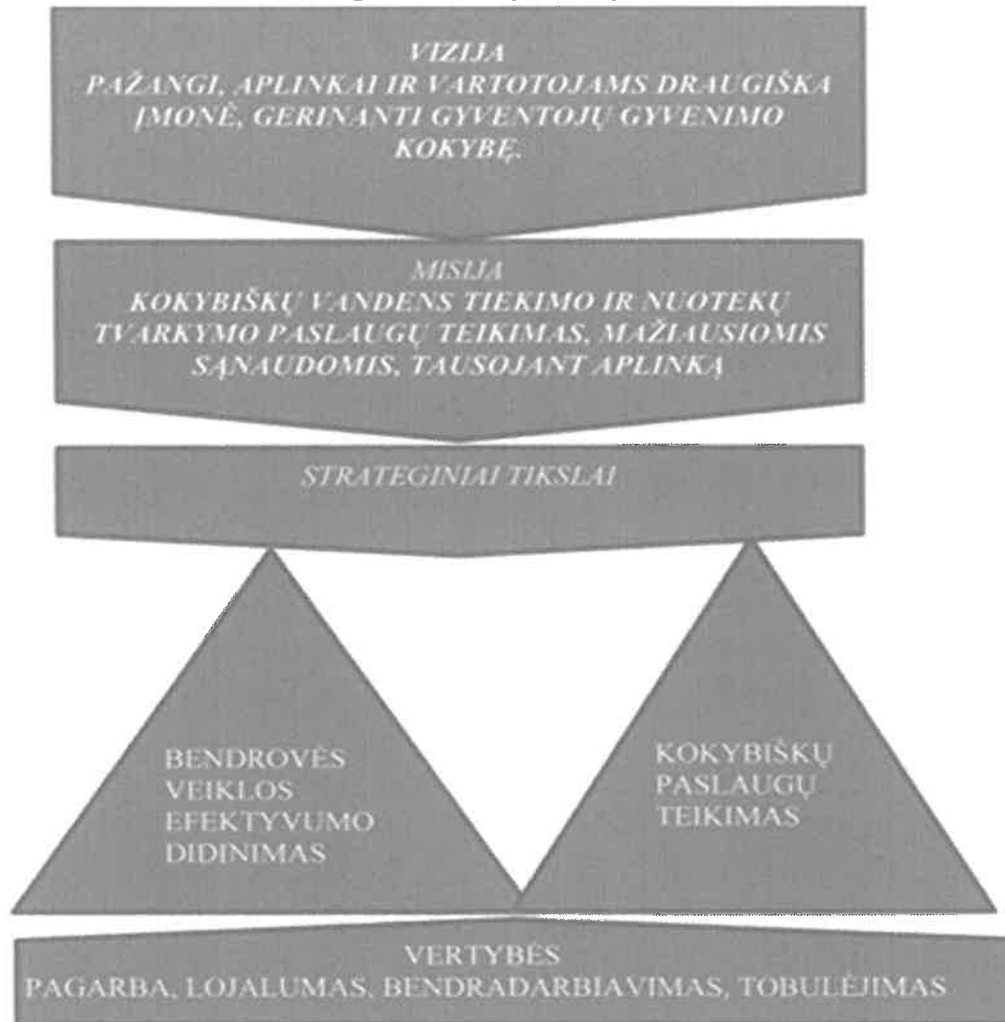 VIZIJA
PAŽANGI, APLINKAI IR VARTOTOJAMS DRAUGIŠKA
ĮMONĖ, GERINANTI GYVENTOJŲ GYVENIMO
KOKYBĘ.
MISIJA
KOKYBIŠKŲ VANDENS TIEKIMO IR NUOTEKŲ
TVARKYMO PASLAUGŲ TEIKIMAS, MAŽIAUSIOMIS
SĄNAUDOMIS, TAUSOJANT APLINKĄ
STRATEGINIAI TIKSLAI
BENDROVĖS
VEIKLOS
EFEKTYVUMO
DIDINIMAS
KOKYBIŠKŲ
PASLAUGŲ
TEIKIMAS
VERTYBĖS
PAGARBA, LOJALUMAS, BENDRADARBIAVIMAS, TOBULĖJIMAS